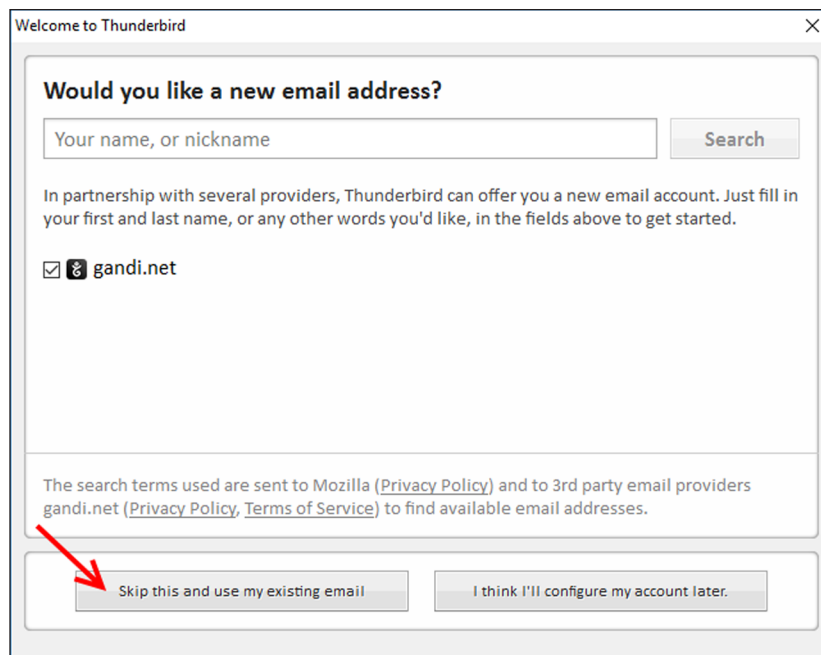 Welcome to Thunderbird
Would you like a new email address?
Your name, or nickname
Search
In partnership with several providers, Thunderbird can offer you a new email account. Just fill in
your first and last name, or any other words you'd like, in the fields above to get started.
gandi.net
The search terms used are sent to Mozilla (Privacy Policy) and to 3rd party email providers
gandi.net (Privacy Policy, Terms of Service) to find available email addresses.
Skip this and use my existing email
I think I'll configure my account later.